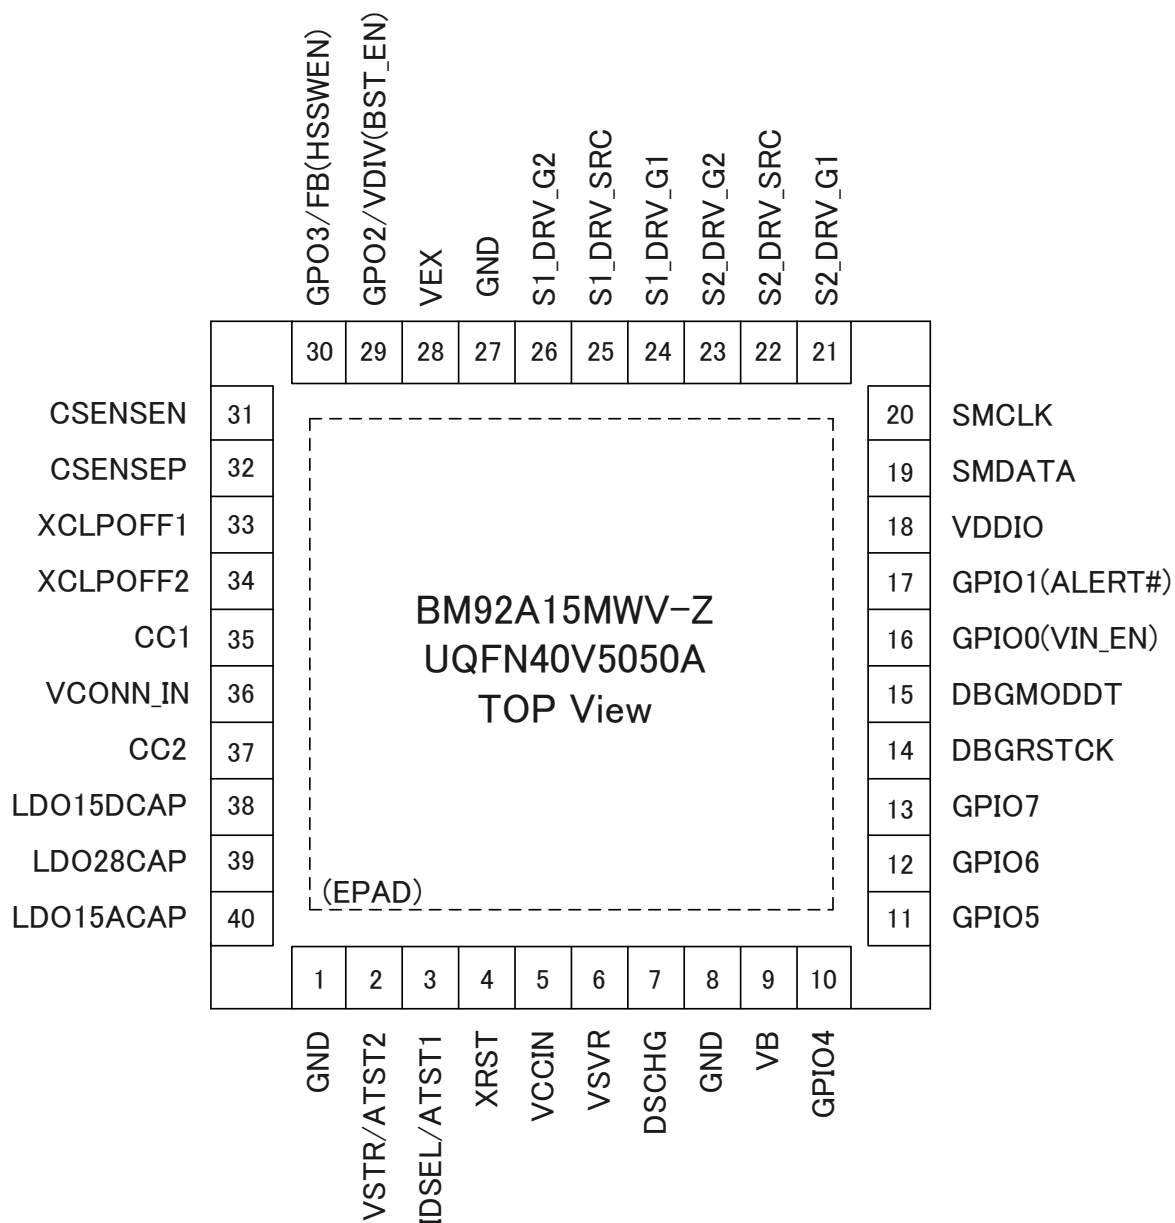 GPO3/FB(HSSWEN)
GPO2/VDIV(BST_EN)
VEX
GND
S1_DRV_G2
S1_DRV_SRC
S1_DRV_G1
S2_DRV_G2
S2_DRV_SRC
S2_DRV_G1
30 29 28 27 26 25 24 23 22 21
CSENSEN 31
CSENSEP 32
XCLPOFF1 33
XCLPOFF2 34
CC1 35
VCONN_IN 36
CC2 37
LDO15DCAP 38
LDO28CAP 39
LDO15ACAP 40
BM92A15MWV-Z
UQFN40V5050A
TOP View
(EPAD)
20 SMCLK
19 SMDATA
18 VDDIO
17 GPIO1(ALERT#)
16 GPIO0(VIN_EN)
15 DBGMODDT
14 DBGRSTCK
13 GPIO7
12 GPIO6
11 GPIO5
1 2 3 4 5 6 7 8 9 10
GND
VSTR/ATST2
IDSEL/ATST1
XRST
VCCIN
VSVR
DSCHG
GND
VB
GPIO4